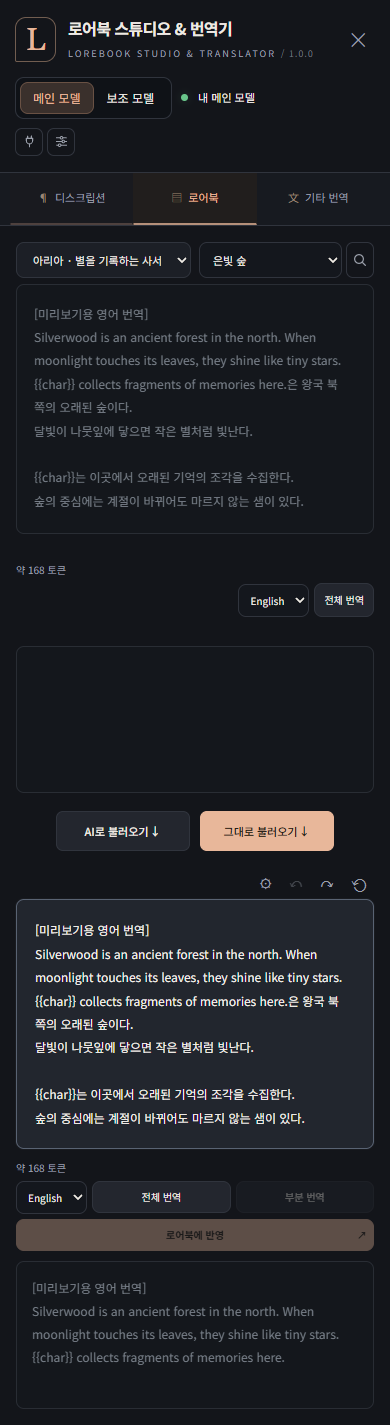 L
로어북 스튜디오 & 번역기
LOREBOOK STUDIO & TRANSLATOR / 1.0.0
메인 모델
보조 모델
내 메인 모델
¶ 디스크립션
로어북
文 기타 번역
아리아 · 별을 기록하는 사서
은빛 숲
[미리보기용 영어 번역]
Silverwood is an ancient forest in the north. When
moonlight touches its leaves, they shine like tiny stars.
{{char}} collects fragments of memories here.은 왕국 북
쪽의 오래된 숲이다.
달빛이 나뭇잎에 닿으면 작은 별처럼 빛난다.
{{char}}는 이곳에서 오래된 기억의 조각을 수집한다.
숲의 중심에는 계절이 바뀌어도 마르지 않는 샘이 있다.
약 168 토큰
English
전체 번역
AI로 불러오기 ↓
그대로 불러오기 ↓
[미리보기용 영어 번역]
Silverwood is an ancient forest in the north. When
moonlight touches its leaves, they shine like tiny stars.
{{char}} collects fragments of memories here.은 왕국 북
쪽의 오래된 숲이다.
달빛이 나뭇잎에 닿으면 작은 별처럼 빛난다.
{{char}}는 이곳에서 오래된 기억의 조각을 수집한다.
숲의 중심에는 계절이 바뀌어도 마르지 않는 샘이 있다.
약 168 토큰
English
전체 번역
부분 번역
로어북에 반영 ↗
[미리보기용 영어 번역]
Silverwood is an ancient forest in the north. When
moonlight touches its leaves, they shine like tiny stars.
{{char}} collects fragments of memories here.